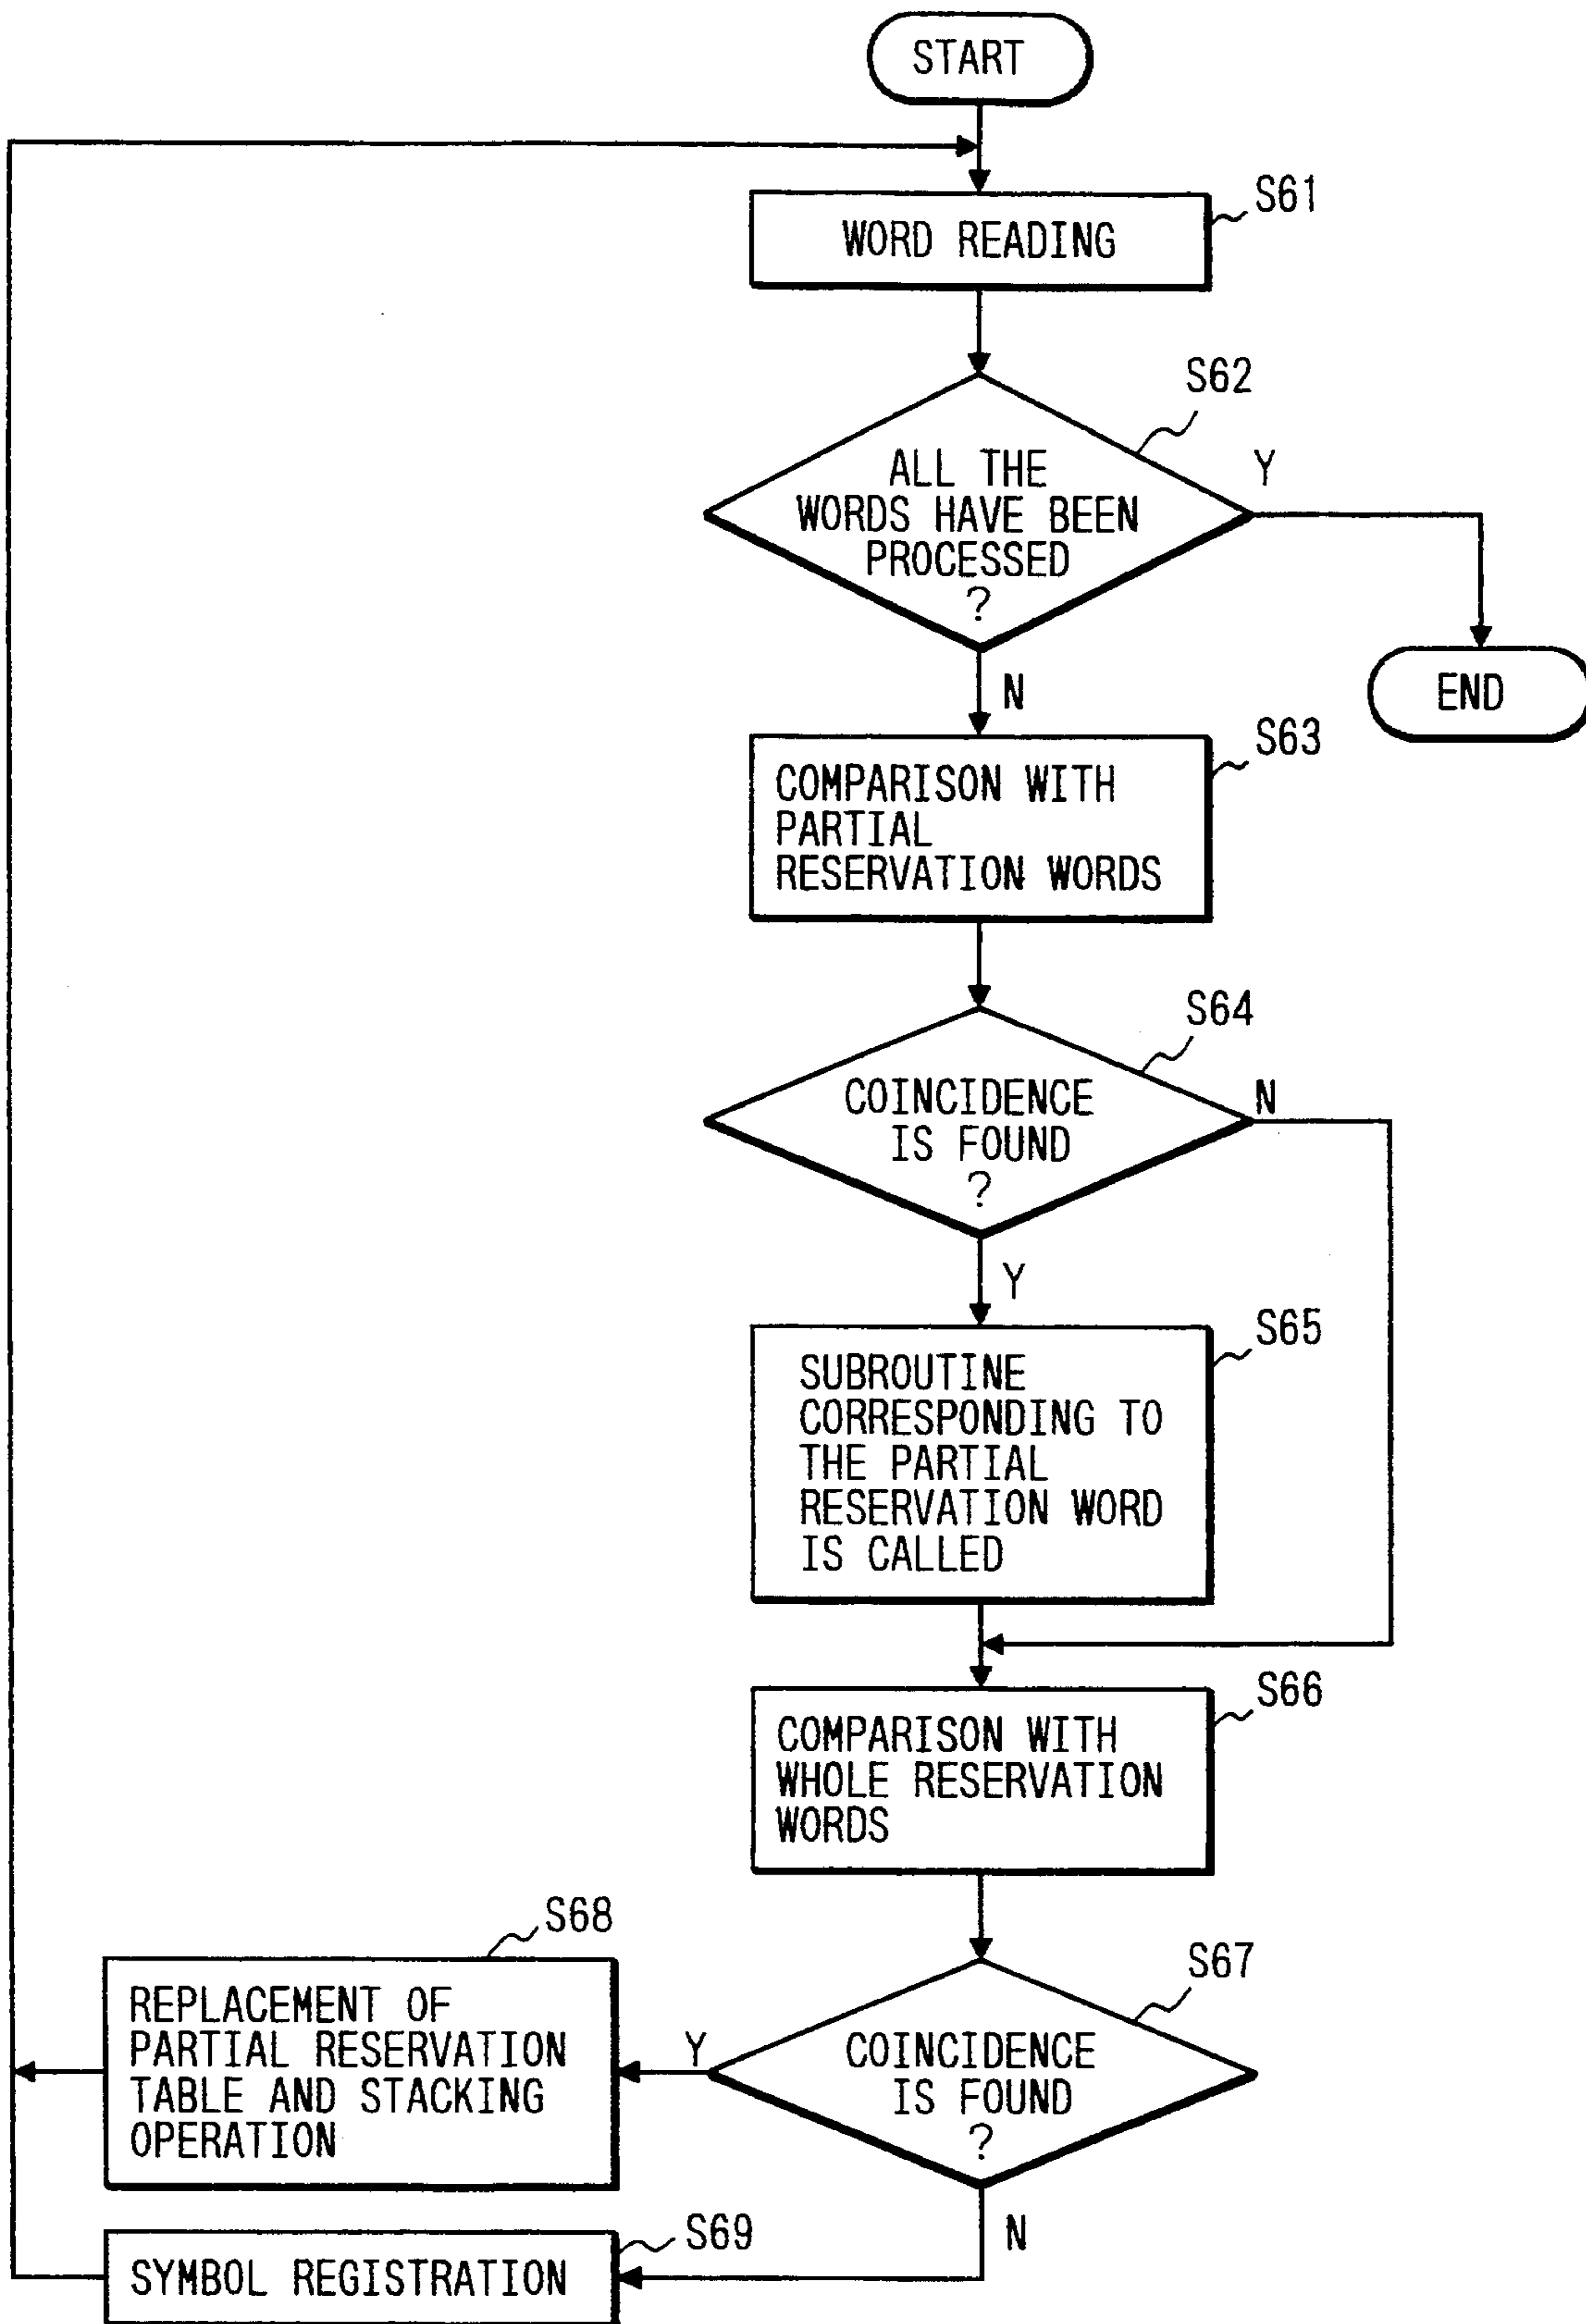 START
S61
WORD READING
S62
ALL THE
WORDS HAVE BEEN
PROCESSED
?
Y
END
N
S63
COMPARISON WITH
PARTIAL
RESERVATION WORDS
S64
COINCIDENCE
IS FOUND
?
N
Y
S65
SUBROUTINE
CORRESPONDING TO
THE PARTIAL
RESERVATION WORD
IS CALLED
S66
COMPARISON WITH
WHOLE RESERVATION
WORDS
S67
COINCIDENCE
IS FOUND
?
Y
S68
REPLACEMENT OF
PARTIAL RESERVATION
TABLE AND STACKING
OPERATION
N
S69
SYMBOL REGISTRATION